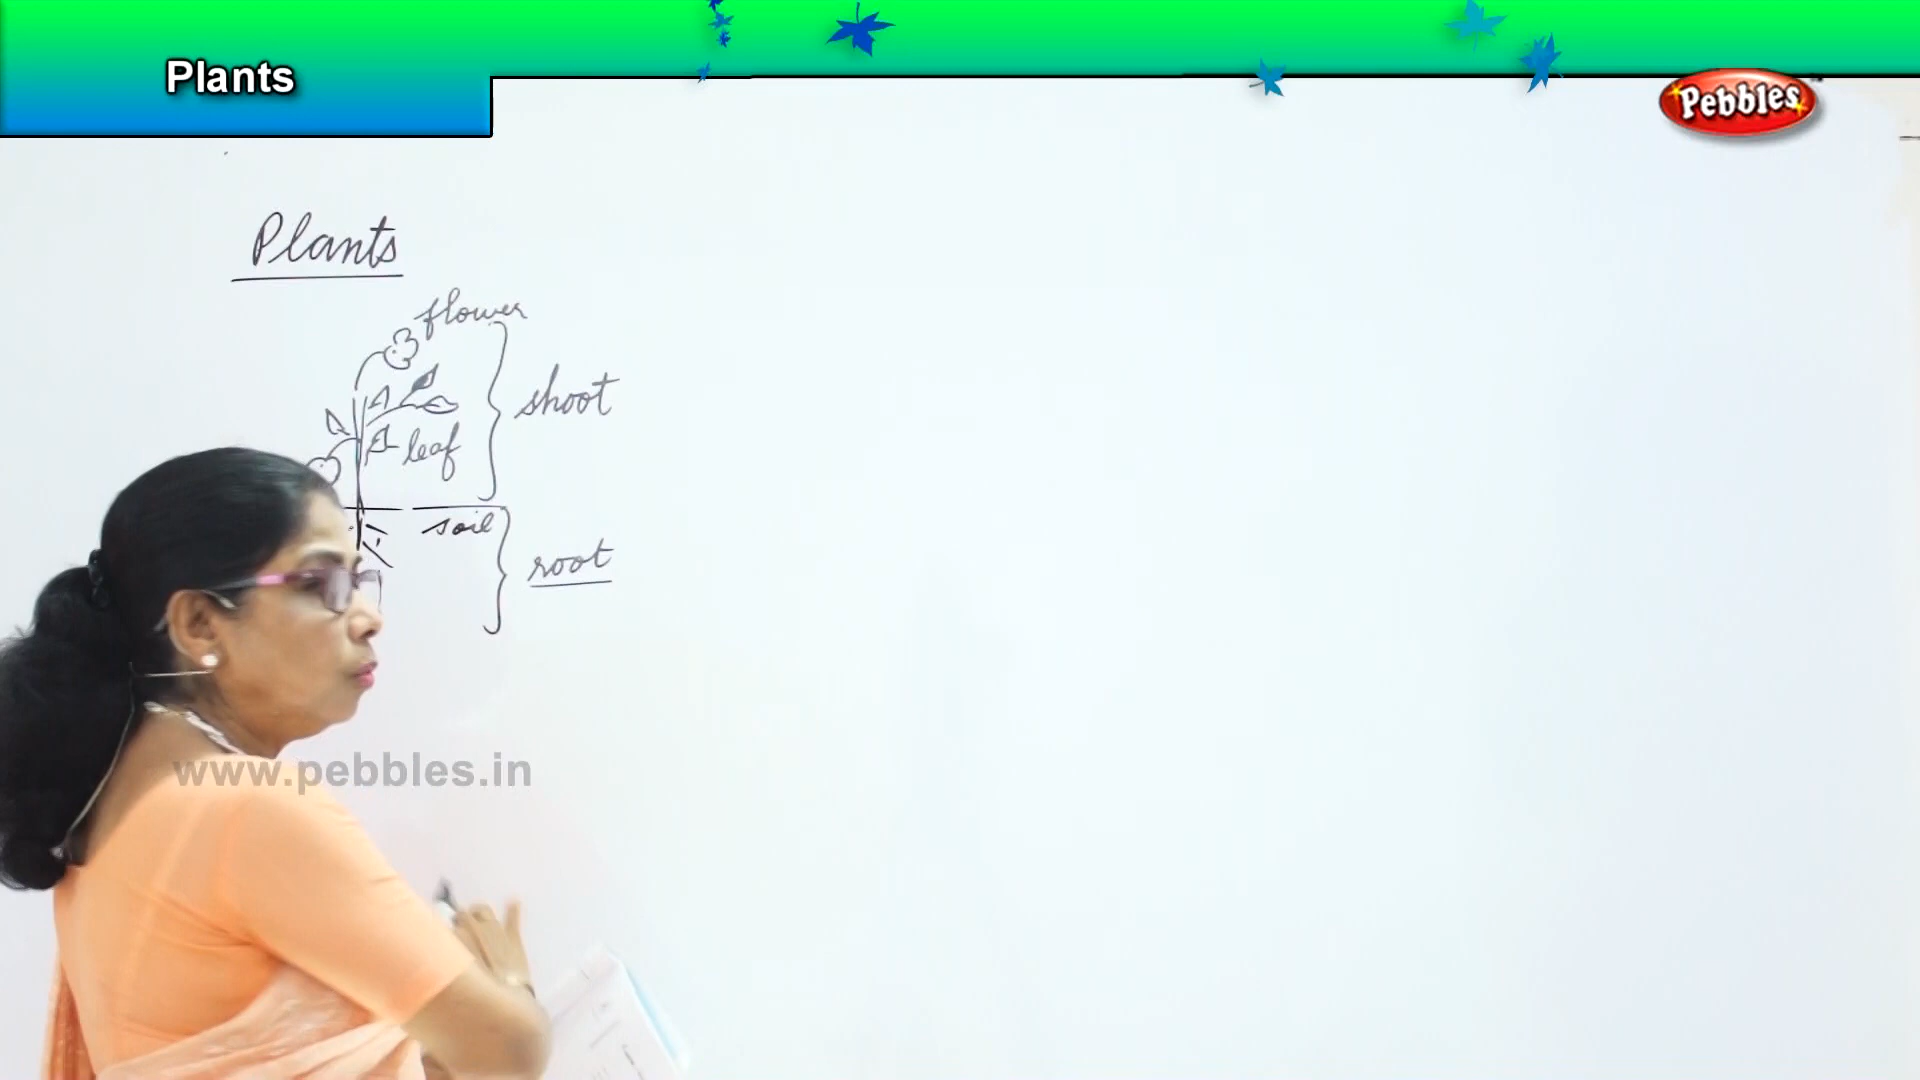 Plants
Pebbles
Plants
flower
shoot
leaf
soil
root
www.pebbles.in